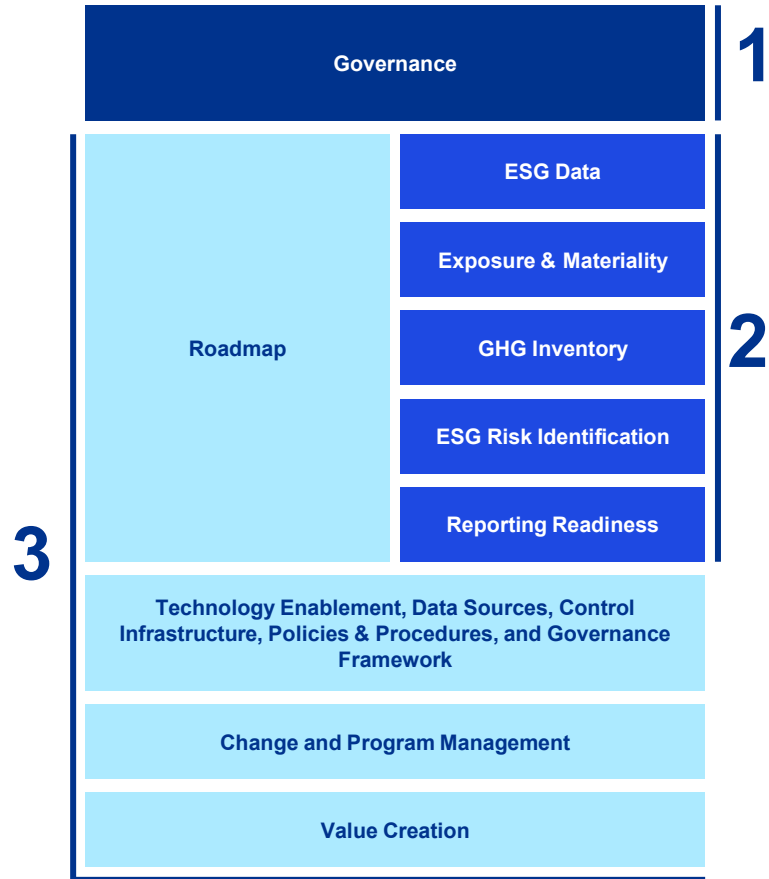 Governance
1
Roadmap
ESG Data
Exposure & Materiality
GHG Inventory
ESG Risk Identification
Reporting Readiness
2
3
Technology Enablement, Data Sources, Control
Infrastructure, Policies & Procedures, and Governance
Framework
Change and Program Management
Value Creation